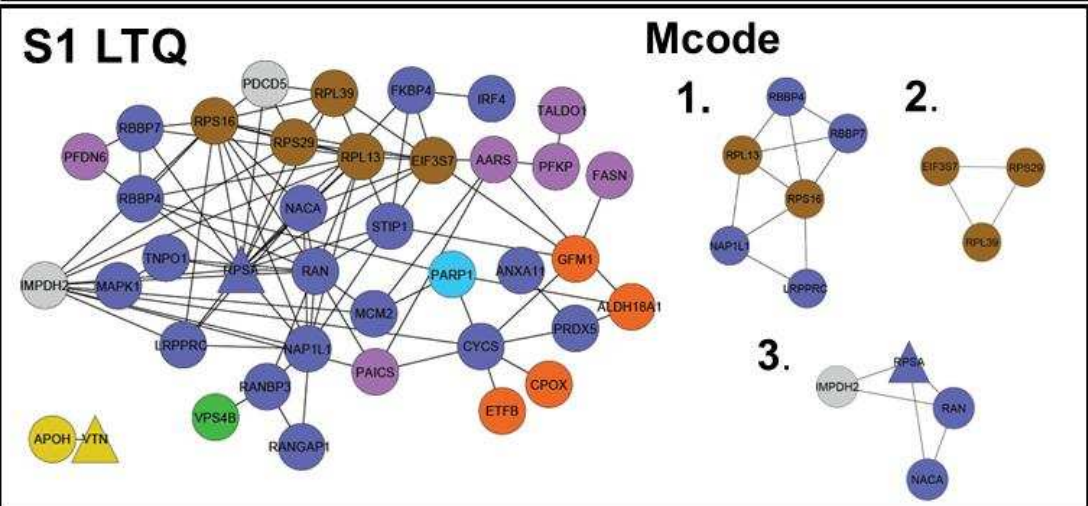 S1 LTQ
Mcode
PDCD5
RPL39
FKBP4
IRF4
TALDO1
RBBP7
RPS16
RPS29
RPL13
EIF3S7
AARS
PFKP
FASN
PFDN6
RBBP4
NACA
STIP1
TNPO1
RPSA
RAN
PARP1
ANXA11
GFM1
IMPDH2
MAPK1
MCM2
ALDH18A1
PRDX5
LRPPRC
NAP1L1
CYCS
PAICS
RANBP3
CPOX
VPS4B
ETFB
APOH
VTN
RANGAP1
1.
RBBP4
RBBP7
RPL13
RPS16
NAP1L1
LRPPRC
2.
EIF3S7
RPS29
RPL39
3.
RPSA
IMPDH2
RAN
NACA